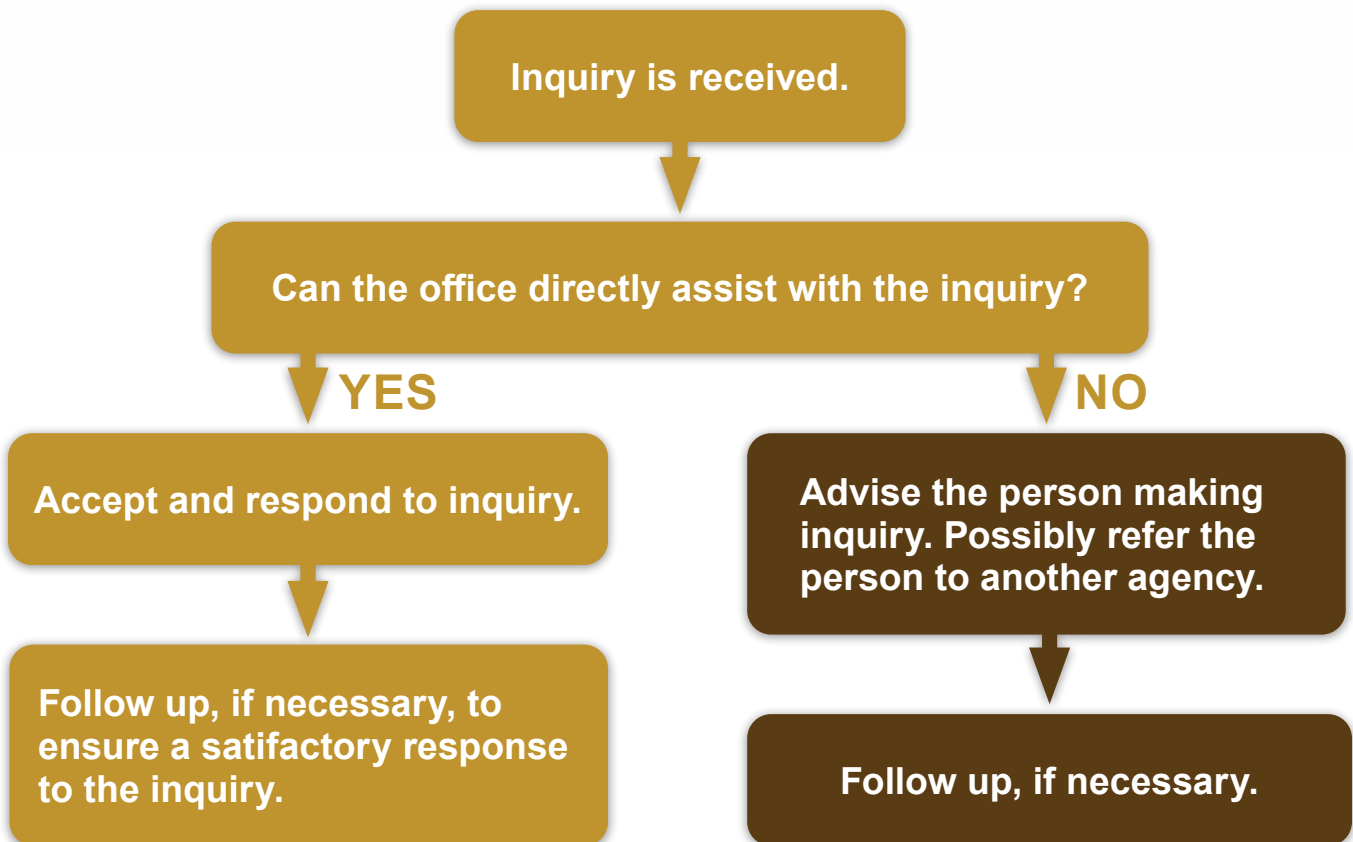 Inquiry is received.
Can the office directly assist with the inquiry?
YES
NO
Accept and respond to inquiry.
Advise the person making
inquiry. Possibly refer the
person to another agency.
Follow up, if necessary, to
ensure a satifactory response
to the inquiry.
Follow up, if necessary.